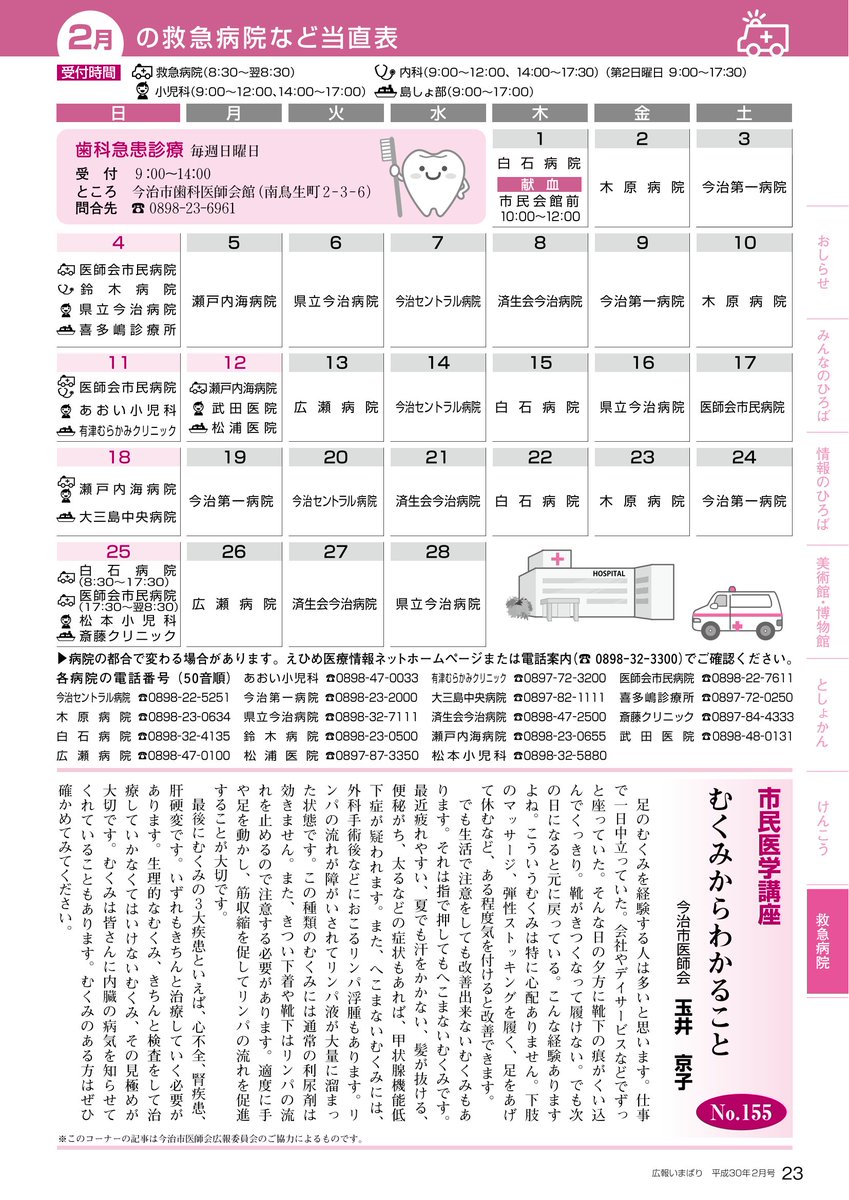 2月 の救急病院など当直表
受付時間 救急病院(8:30～翌8:30) 内科(9:00～12:00、14:00～17:30)(第2日曜日 9:00～17:30)
小児科(9:00～12:00、14:00～17:00) 島しょ部(9:00～17:00)
日 月 火 水 木 金 土
歯科急患診療 毎週日曜日
受 付 9:00～14:00
ところ 今治市歯科医師会館(南鳥生町2-3-6)
問合先 ☎0898-23-6961
1
白石病院
献血
市民会館前
10:00～12:00
2
木原病院
3
今治第一病院
4
医師会市民病院
鈴木病院
県立今治病院
喜多嶋診療所
5
瀬戸内海病院
6
県立今治病院
7
今治セントラル病院
8
済生会今治病院
9
今治第一病院
10
木原病院
11
医師会市民病院
あおい小児科
有津むらかみクリニック
12
瀬戸内海病院
武田医院
松浦医院
13
広瀬病院
14
今治セントラル病院
15
白石病院
16
県立今治病院
17
医師会市民病院
18
瀬戸内海病院
大三島中央病院
19
今治第一病院
20
今治セントラル病院
21
済生会今治病院
22
白石病院
23
木原病院
24
今治第一病院
25
白石病院
(8:30～17:30)
医師会市民病院
(17:30～翌8:30)
松本小児科
斎藤クリニック
26
広瀬病院
27
済生会今治病院
28
県立今治病院
HOSPITAL
▶病院の都合で変わる場合があります。えひめ医療情報ネットホームページまたは電話案内(☎0898-32-3300)でご確認ください。
各病院の電話番号(50音順) あおい小児科 ☎0898-47-0033 有津むらかみクリニック ☎0897-72-3200 医師会市民病院 ☎0898-22-7611
今治セントラル病院 ☎0898-22-5251 今治第一病院 ☎0898-23-2000 大三島中央病院 ☎0897-82-1111 喜多嶋診療所 ☎0897-72-0250
木原病院 ☎0898-23-0634 県立今治病院 ☎0898-32-7111 済生会今治病院 ☎0898-47-2500 斎藤クリニック ☎0897-84-4333
白石病院 ☎0898-32-4135 鈴木病院 ☎0898-23-0500 瀬戸内海病院 ☎0898-23-0655 武田医院 ☎0898-48-0131
広瀬病院 ☎0898-47-0100 松浦医院 ☎0897-87-3350 松本小児科 ☎0898-32-5880
市民医学講座
むくみからわかること
今治市医師会 玉井 京子
No.155
足のむくみを経験する人は多いと思います。仕事
で一日中立っていた。会社やデイサービスなどでずっ
と座っていた。そんな日の夕方に靴下の痕がくい込
んでくっきり。靴がきつくなって履けない。でも次
の日になると元に戻っている。こんな経験あります
よね。こういうむくみは特に心配ありません。下肢
のマッサージ、弾性ストッキングを履く、足をあげ
て休むなど、ある程度気を付けると改善できます。
でも生活で注意をしても改善出来ないむくみもあ
ります。それは指で押してもへこまないむくみです。
最近疲れやすい、夏でも汗をかかない、髪が抜ける、
便秘がち、太るなどの症状もあれば、甲状腺機能低
下症が疑われます。また、へこまないむくみには、
外科手術後などにおこるリンパ浮腫もあります。リ
ンパの流れが障がいされてリンパ液が大量に溜まっ
た状態です。この種類のむくみには通常の利尿剤は
効きません。また、きつい下着や靴下はリンパの流
れを止めるので注意する必要があります。適度に手
や足を動かし、筋収縮を促してリンパの流れを促進
することが大切です。
最後にむくみの3大疾患といえば、心不全、腎疾患、
肝硬変です。いずれもきちんと治療していく必要が
あります。生理的なむくみ、きちんと検査をして治
療していかなくてはいけないむくみ、その見極めが
大切です。むくみは皆さんに内臓の病気を知らせて
くれていることもあります。むくみのある方はぜひ
確かめてみてください。
※このコーナーの記事は今治市医師会広報委員会のご協力によるものです。
おしらせ
みんなのひろば
情報のひろば
美術館・博物館
としょかん
けんこう
救急病院
広報いまばり 平成30年2月号 23